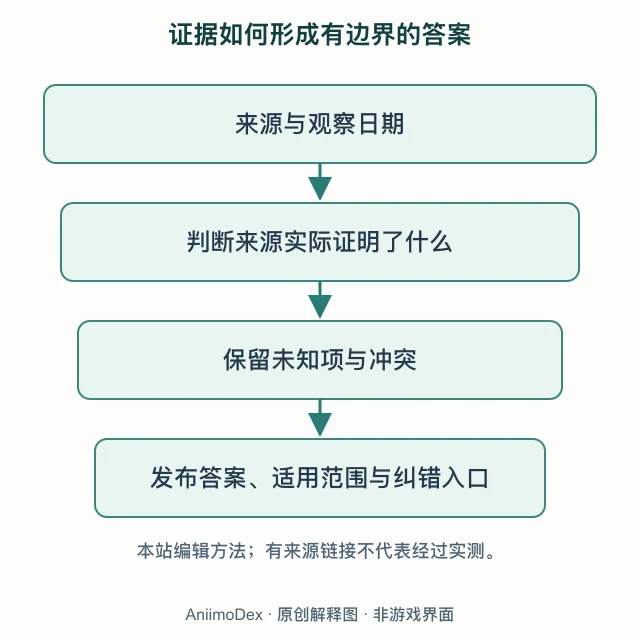 证据如何形成有边界的答案
来源与观察日期
判断来源实际证明了什么
保留未知项与冲突
发布答案、适用范围与纠错入口
本站编辑方法；有来源链接不代表经过实测。
AniimoDex · 原创解释图 · 非游戏界面